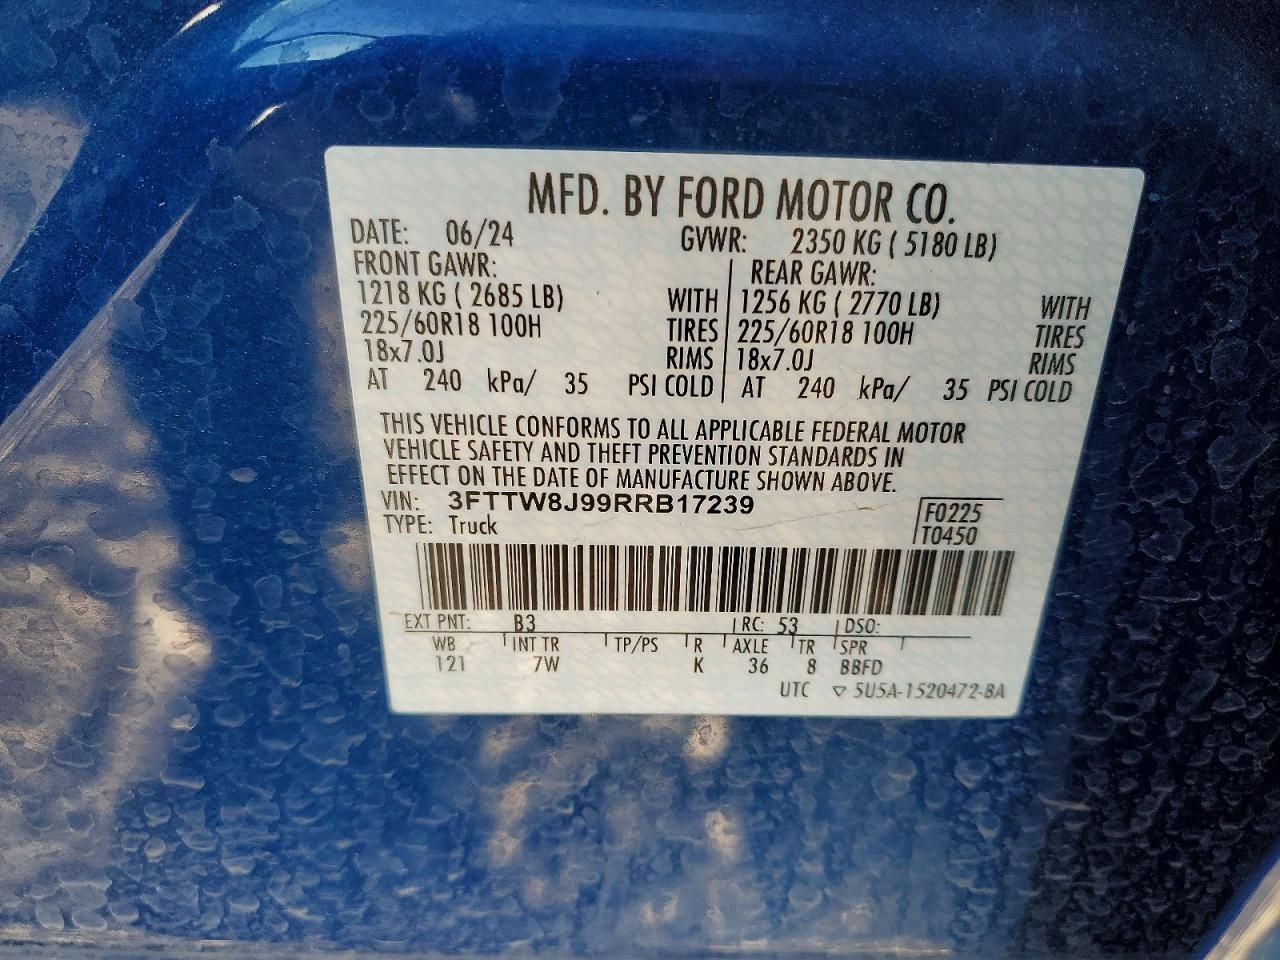 MFD. BY FORD MOTOR CO.
DATE: 06/24 GVWR: 2350 KG ( 5180 LB)
FRONT GAWR: REAR GAWR:
1218 KG ( 2685 LB) WITH 1256 KG ( 2770 LB) WITH
225/60R18 100H TIRES 225/60R18 100H TIRES
18x7.0J RIMS 18x7.0J RIMS
AT 240 kPa/ 35 PSI COLD AT 240 kPa/ 35 PSI COLD
THIS VEHICLE CONFORMS TO ALL APPLICABLE FEDERAL MOTOR
VEHICLE SAFETY AND THEFT PREVENTION STANDARDS IN
EFFECT ON THE DATE OF MANUFACTURE SHOWN ABOVE.
VIN: 3FTTW8J99RRB17239
TYPE: Truck
F0225
T0450
EXT PNT: B3 RC: 53 DSO:
WB INT TR TP/PS R AXLE TR SPR
121 7W K 36 8 BBFD
UTC ▽ 5U5A-1520472-BA